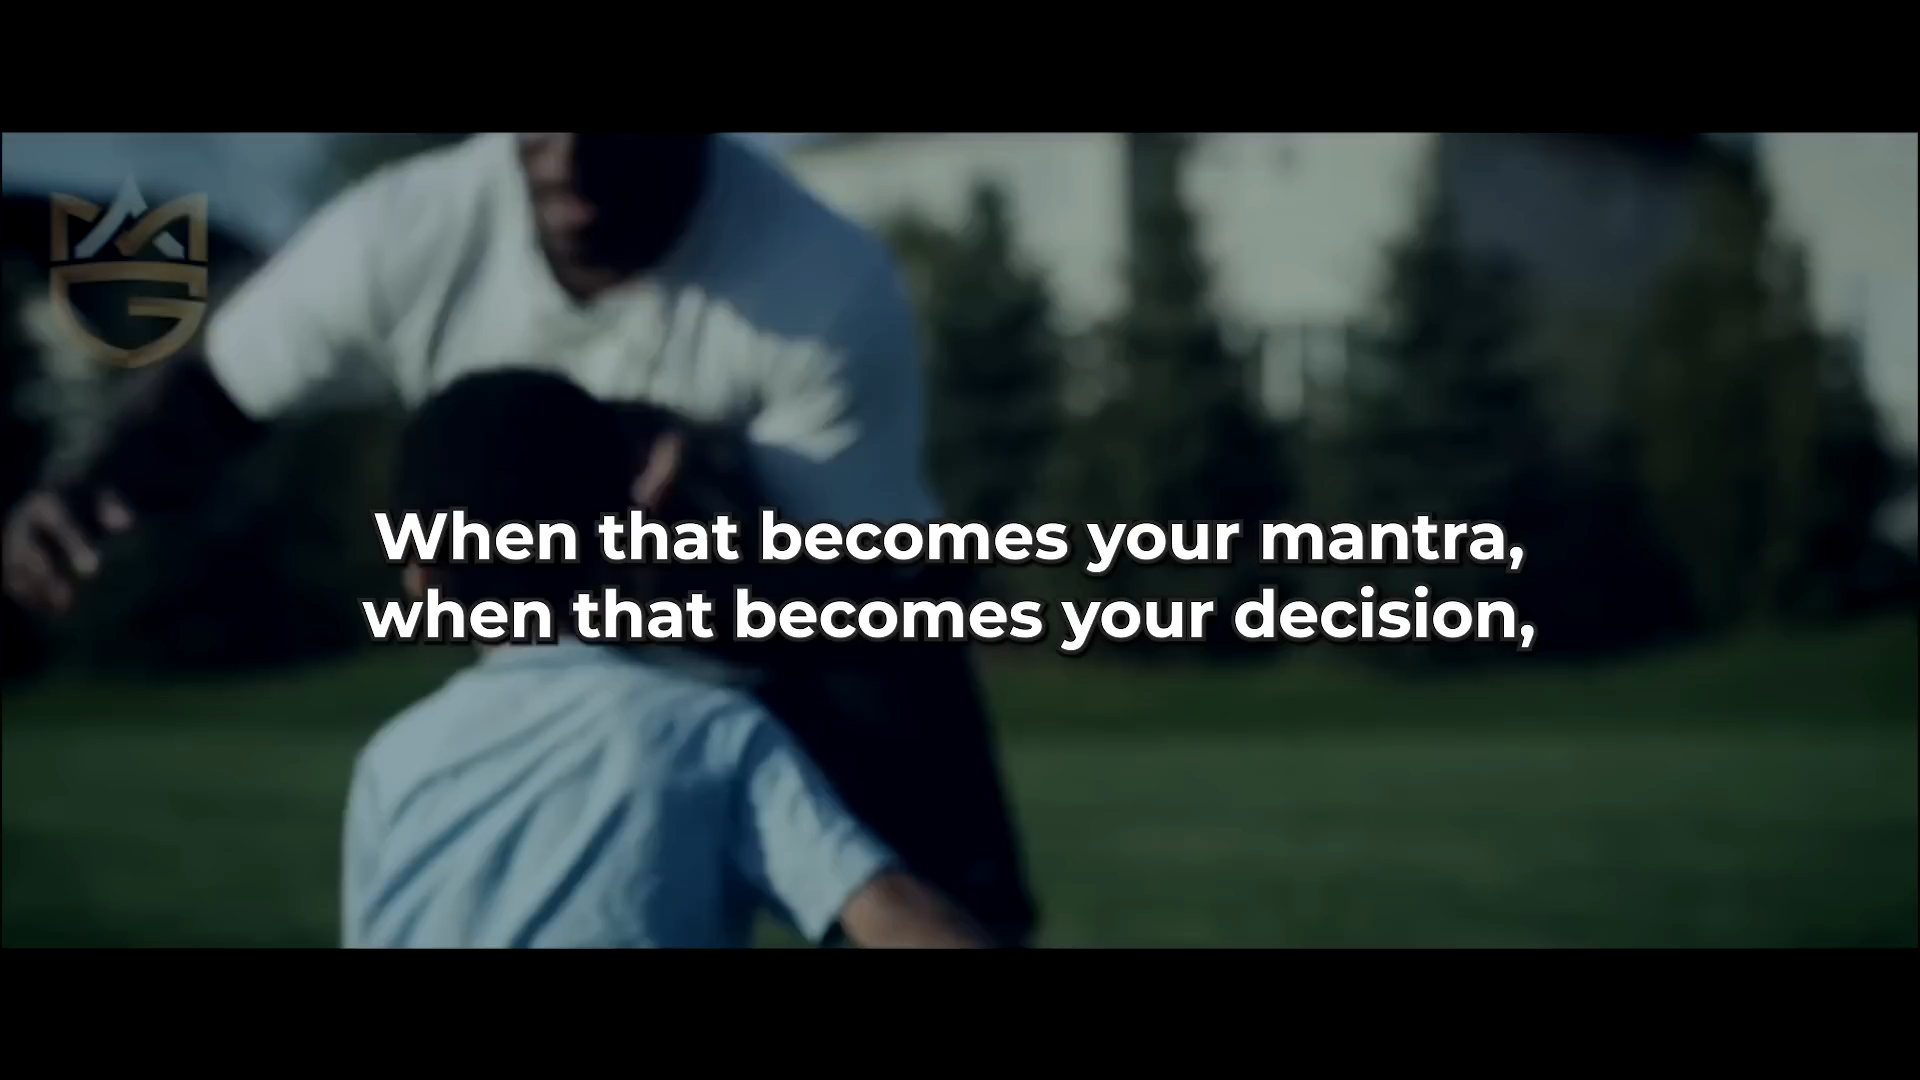 When that becomes your mantra,
when that becomes your decision,